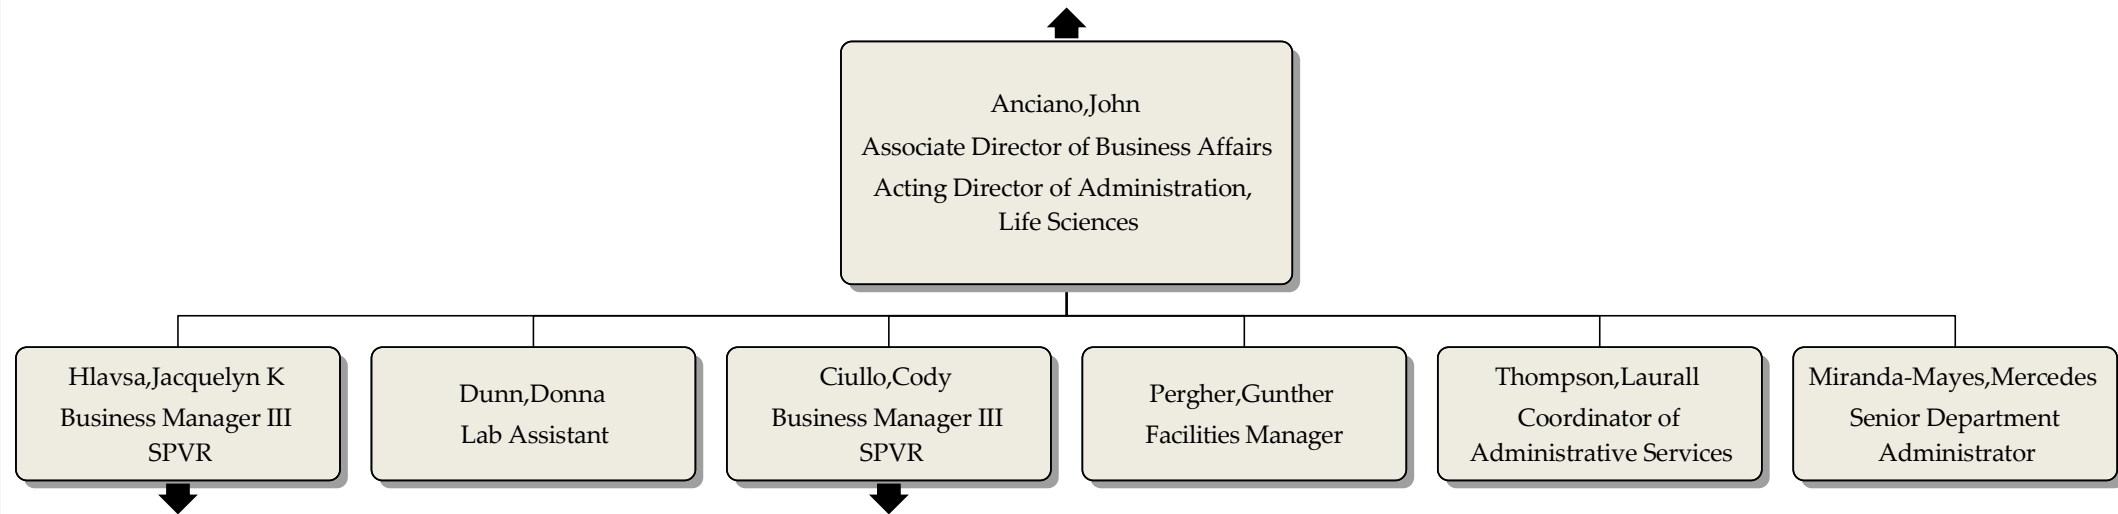 Anciano,John
Associate Director of Business Affairs
Acting Director of Administration,
Life Sciences
Hlavsa,Jacquelyn K
Business Manager III
SPVR
Dunn,Donna
Lab Assistant
Ciullo,Cody
Business Manager III
SPVR
Pergher,Gunther
Facilities Manager
Thompson,Laurall
Coordinator of
Administrative Services
Miranda-Mayes,Mercedes
Senior Department
Administrator